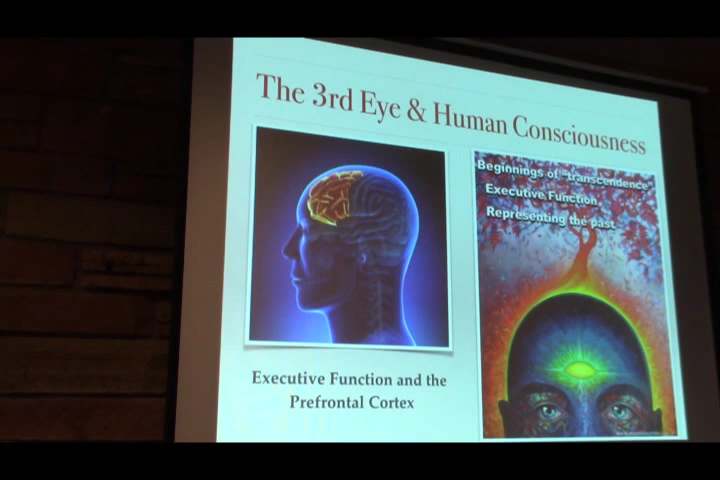 The 3rd Eye & Human Consciousness
Beginnings of "transcendence"
Executive Function,
Representing the past
Executive Function and the
Prefrontal Cortex